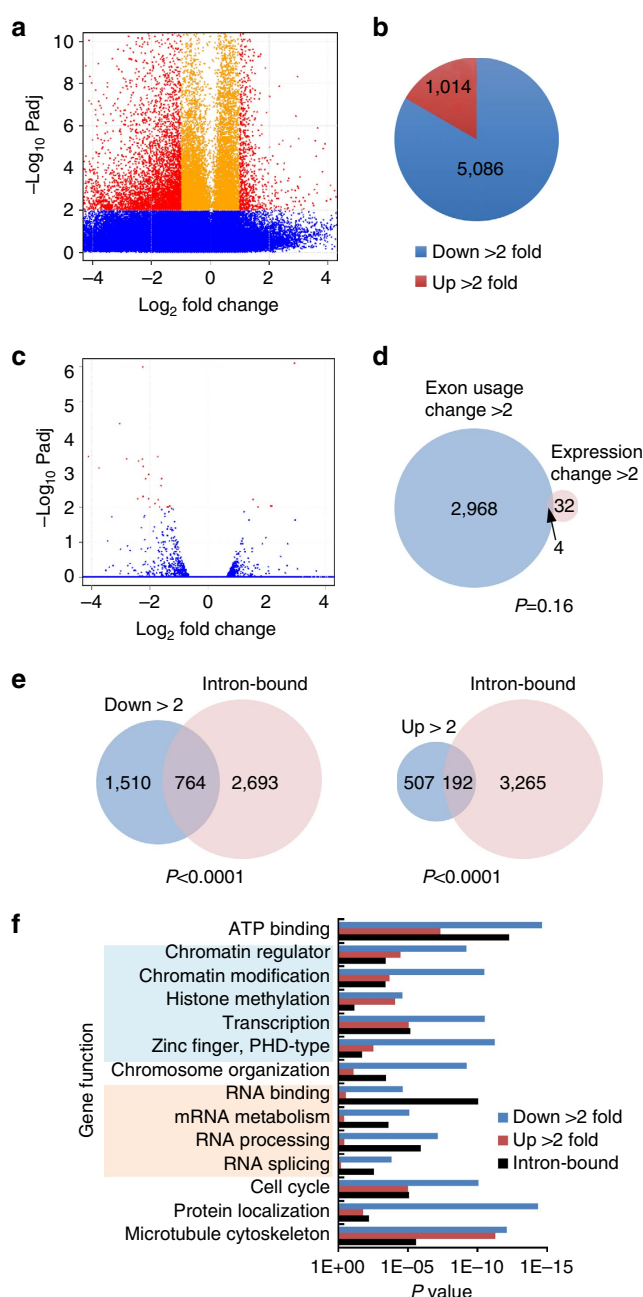 a
10
8
6
4
2
0
−Log10 Padj
−4 −2 0 2 4
Log2 fold change
b
1,014
5,086
Down >2 fold
Up >2 fold
c
6
5
4
3
2
1
0
−Log10 Padj
−4 −2 0 2 4
Log2 fold change
d
Exon usage
change >2
Expression
change >2
2,968
32
4
P=0.16
e
Down > 2
Intron-bound
1,510 764 2,693
P<0.0001
Up > 2
Intron-bound
507 192 3,265
P<0.0001
f
Gene function
ATP binding
Chromatin regulator
Chromatin modification
Histone methylation
Transcription
Zinc finger, PHD-type
Chromosome organization
RNA binding
mRNA metabolism
RNA processing
RNA splicing
Cell cycle
Protein localization
Microtubule cytoskeleton
Down >2 fold
Up >2 fold
Intron-bound
1E+00 1E−05 1E−10 1E−15
P value